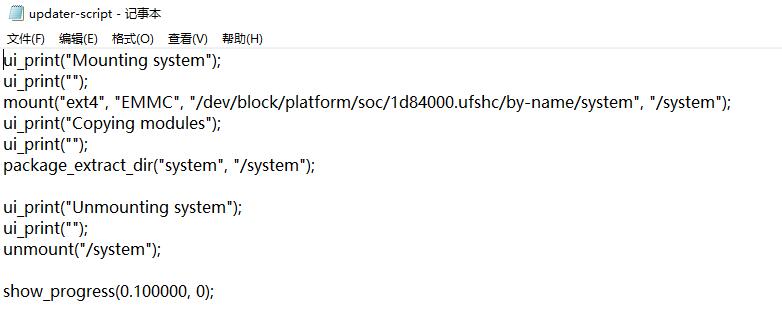 updater-script - 记事本
文件(F) 编辑(E) 格式(O) 查看(V) 帮助(H)
ui_print("Mounting system");
ui_print("");
mount("ext4", "EMMC", "/dev/block/platform/soc/1d84000.ufshc/by-name/system", "/system");
ui_print("Copying modules");
ui_print("");
package_extract_dir("system", "/system");
ui_print("Unmounting system");
ui_print("");
unmount("/system");
show_progress(0.100000, 0);